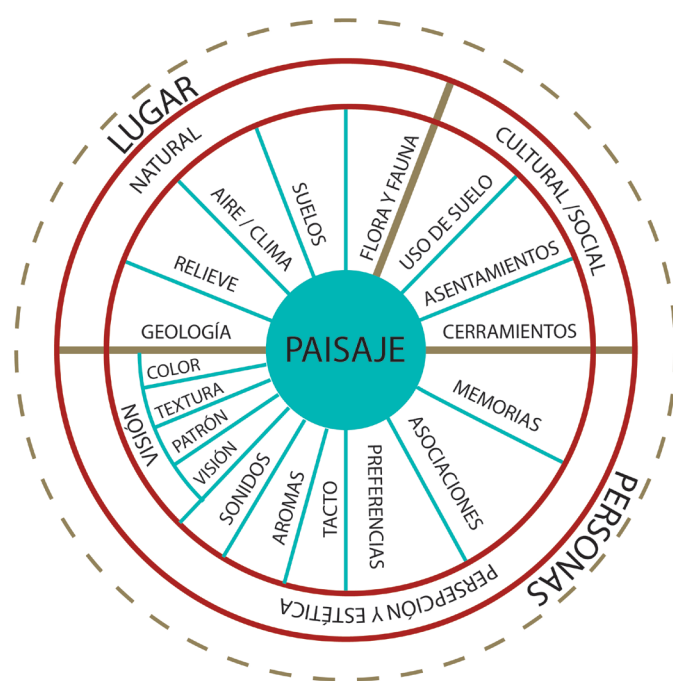 LUGAR
NATURAL
CULTURAL /SOCIAL
GEOLOGÍA
RELIEVE
AIRE / CLIMA
SUELOS
FLORA Y FAUNA
USO DE SUELO
ASENTAMIENTOS
CERRAMIENTOS
PAISAJE
MEMORIAS
ASOCIACIONES
PREFERENCIAS
TACTO
AROMAS
SONIDOS
VISIÓN
PATRÓN
TEXTURA
COLOR
VISIÓN
PERSEPCIÓN Y ESTÉTICA
PERSONAS